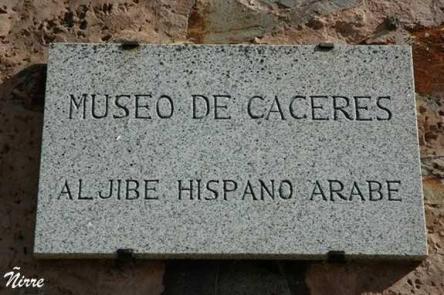 MUSEO DE CACERES
ALJIBE HISPANO ARABE
Ñirre